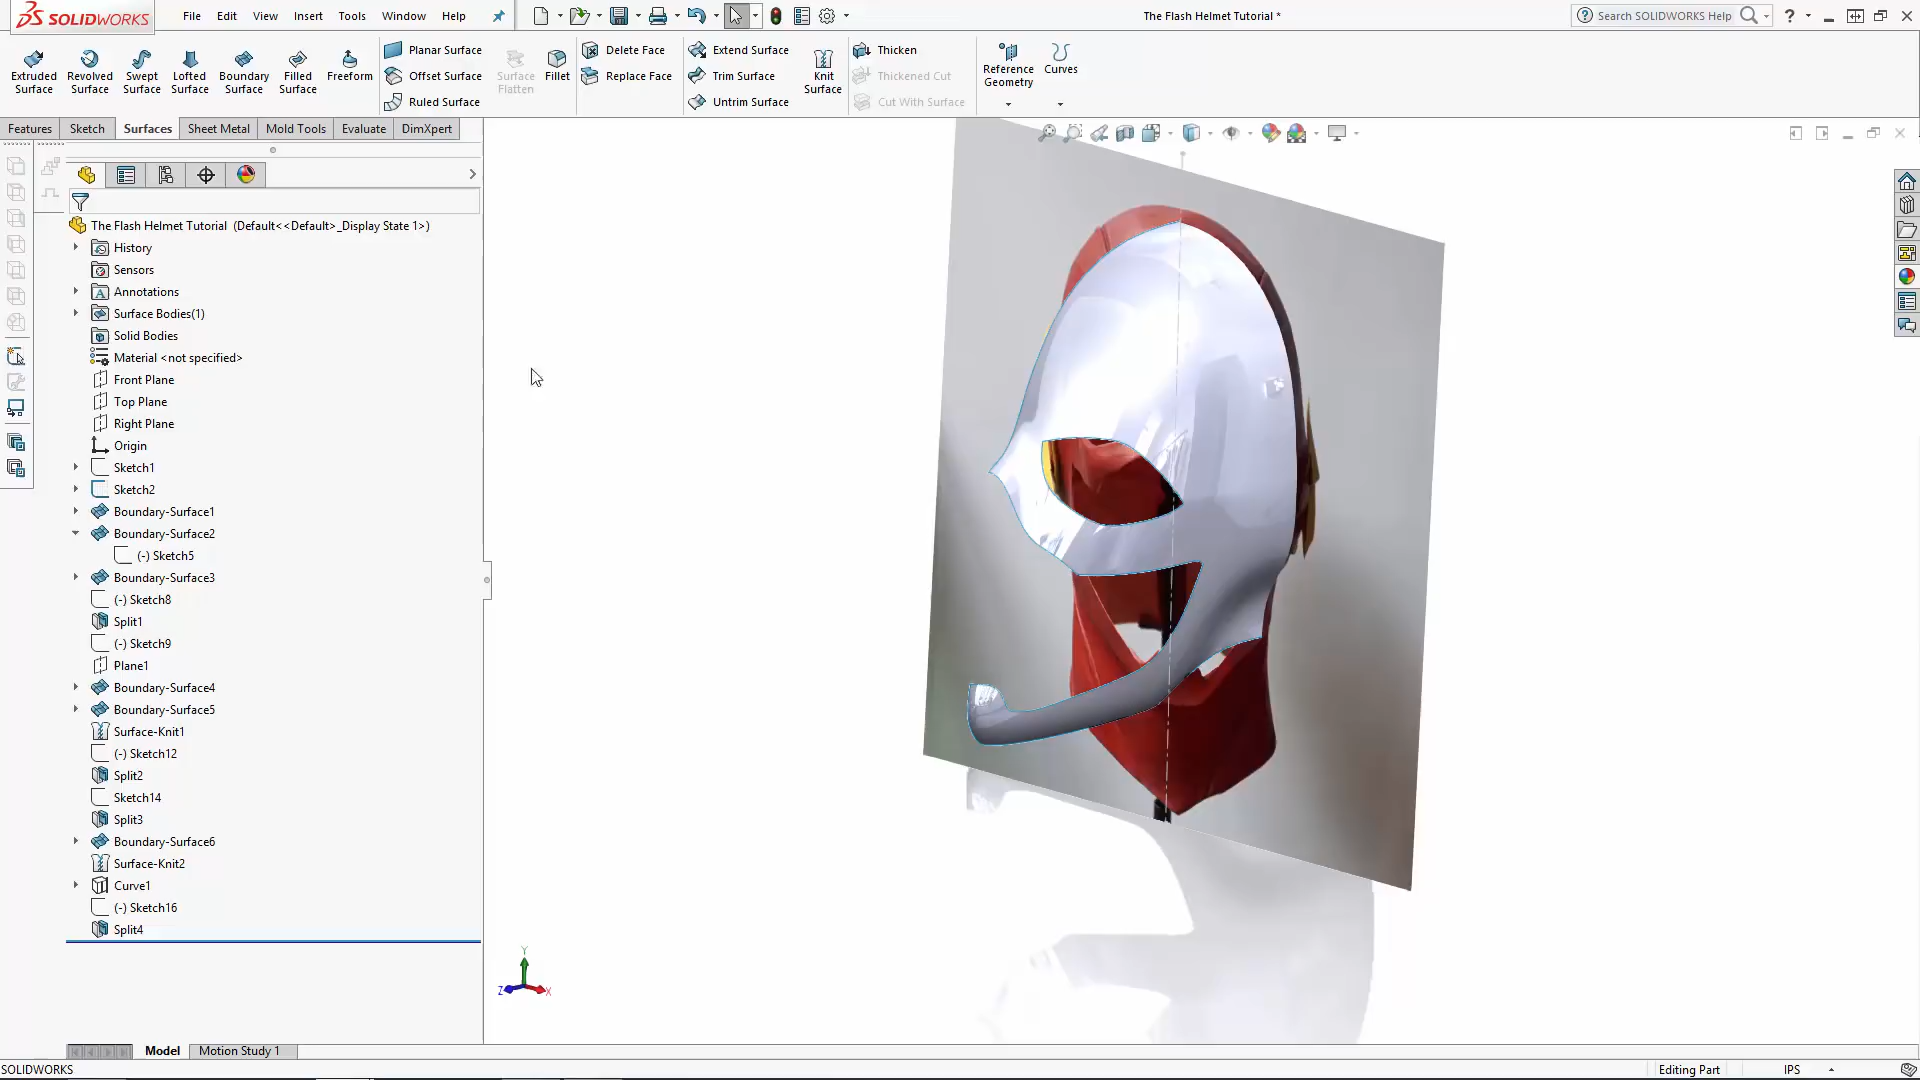 SOLIDWORKS
File Edit View Insert Tools Window Help
The Flash Helmet Tutorial *
Search SOLIDWORKS Help
Extruded Surface
Revolved Surface
Swept Surface
Lofted Surface
Boundary Surface
Filled Surface
Freeform
Planar Surface
Offset Surface
Ruled Surface
Surface Flatten
Fillet
Delete Face
Replace Face
Extend Surface
Trim Surface
Untrim Surface
Knit Surface
Thicken
Thickened Cut
Cut With Surface
Reference Geometry
Curves
Features Sketch Surfaces Sheet Metal Mold Tools Evaluate DimXpert
The Flash Helmet Tutorial (Default<<Default>_Display State 1>)
History
Sensors
Annotations
Surface Bodies(1)
Solid Bodies
Material <not specified>
Front Plane
Top Plane
Right Plane
Origin
Sketch1
Sketch2
Boundary-Surface1
Boundary-Surface2
(-) Sketch5
Boundary-Surface3
(-) Sketch8
Split1
(-) Sketch9
Plane1
Boundary-Surface4
Boundary-Surface5
Surface-Knit1
(-) Sketch12
Split2
Sketch14
Split3
Boundary-Surface6
Surface-Knit2
Curve1
(-) Sketch16
Split4
Y
Z X
Model Motion Study 1
SOLIDWORKS
Editing Part IPS